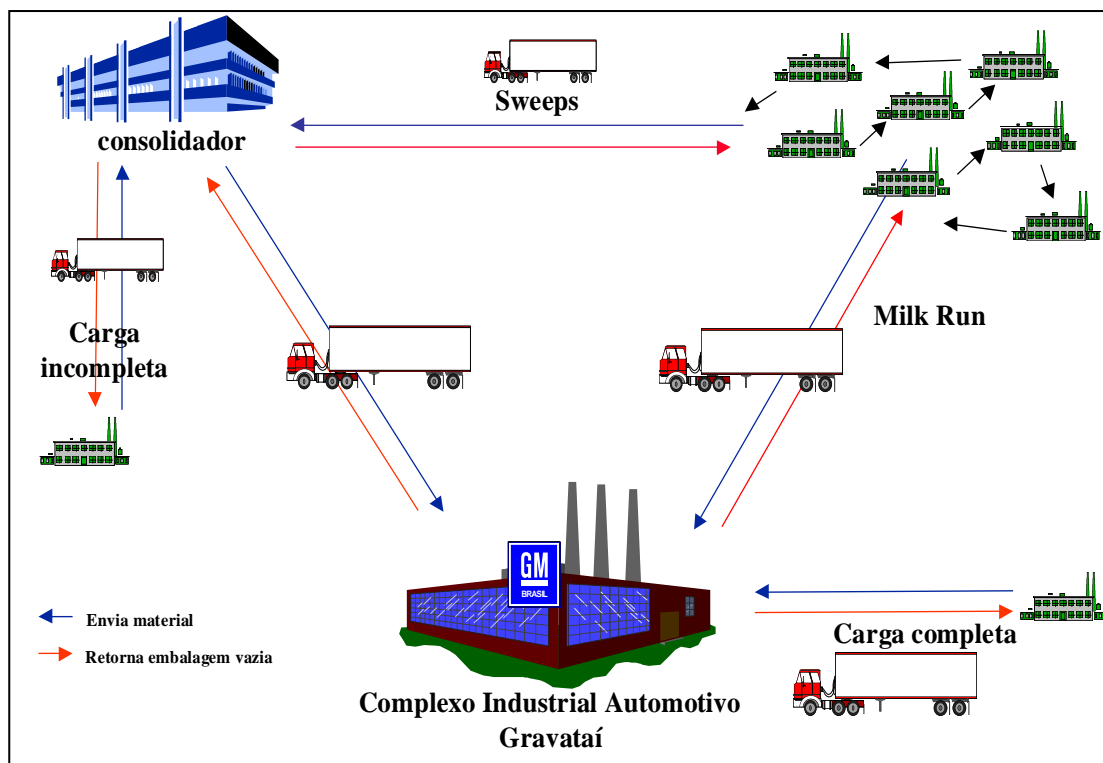 Sweeps
consolidador
Carga
incompleta
Milk Run
GM
BRASIL
Envia material
Retorna embalagem vazia
Carga completa
Complexo Industrial Automotivo
Gravataí